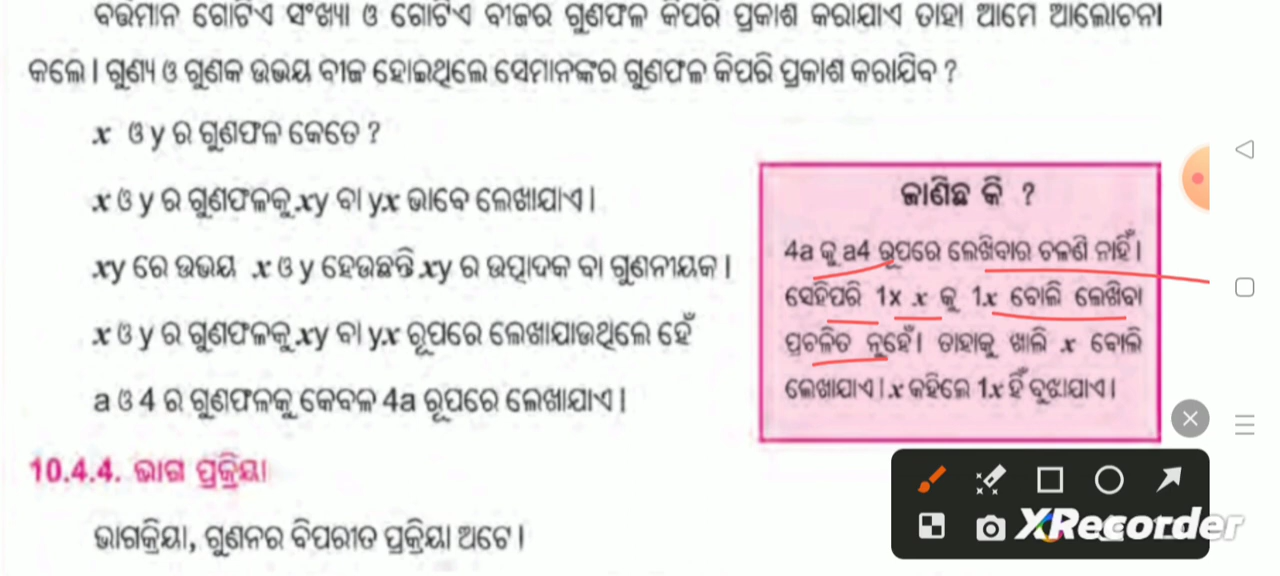 ବର୍ତ୍ତମାନ ଗୋଟିଏ ସଂଖ୍ୟା ଓ ଗୋଟିଏ ବୀଜର ଗୁଣଫଳ କିପରି ପ୍ରକାଶ କରାଯାଏ ତାହା ଆମେ ଆଲୋଚନା
କଲେ । ଗୁଣ୍ୟ ଓ ଗୁଣକ ଉଭୟ ବୀଜ ହୋଇଥିଲେ ସେମାନଙ୍କର ଗୁଣଫଳ କିପରି ପ୍ରକାଶ କରାଯିବ ?
x ଓ y ର ଗୁଣଫଳ କେତେ ?
x ଓ y ର ଗୁଣଫଳକୁ xy ବା yx ଭାବେ ଲେଖାଯାଏ ।
xy ରେ ଉଭୟ x ଓ y ହେଉଛନ୍ତି xy ର ଉତ୍ପାଦକ ବା ଗୁଣନୀୟକ ।
x ଓ y ର ଗୁଣଫଳକୁ xy ବା yx ରୂପରେ ଲେଖାଯାଉଥିଲେ ହେଁ
a ଓ 4 ର ଗୁଣଫଳକୁ କେବଳ 4a ରୂପରେ ଲେଖାଯାଏ ।
ଜାଣିଛ କି ?
4a କୁ a4 ରୂପରେ ଲେଖିବାର ଚଳଣି ନାହିଁ ।
ସେହିପରି 1x x କୁ 1x ବୋଲି ଲେଖିବା
ପ୍ରଚଳିତ ନୁହେଁ । ତାହାକୁ ଖାଲି x ବୋଲି
ଲେଖାଯାଏ । x କହିଲେ 1x ହିଁ ବୁଝାଯାଏ ।
10.4.4. ଭାଗ ପ୍ରକ୍ରିୟା
ଭାଗକ୍ରିୟା, ଗୁଣନର ବିପରୀତ ପ୍ରକ୍ରିୟା ଅଟେ ।
XRecorder